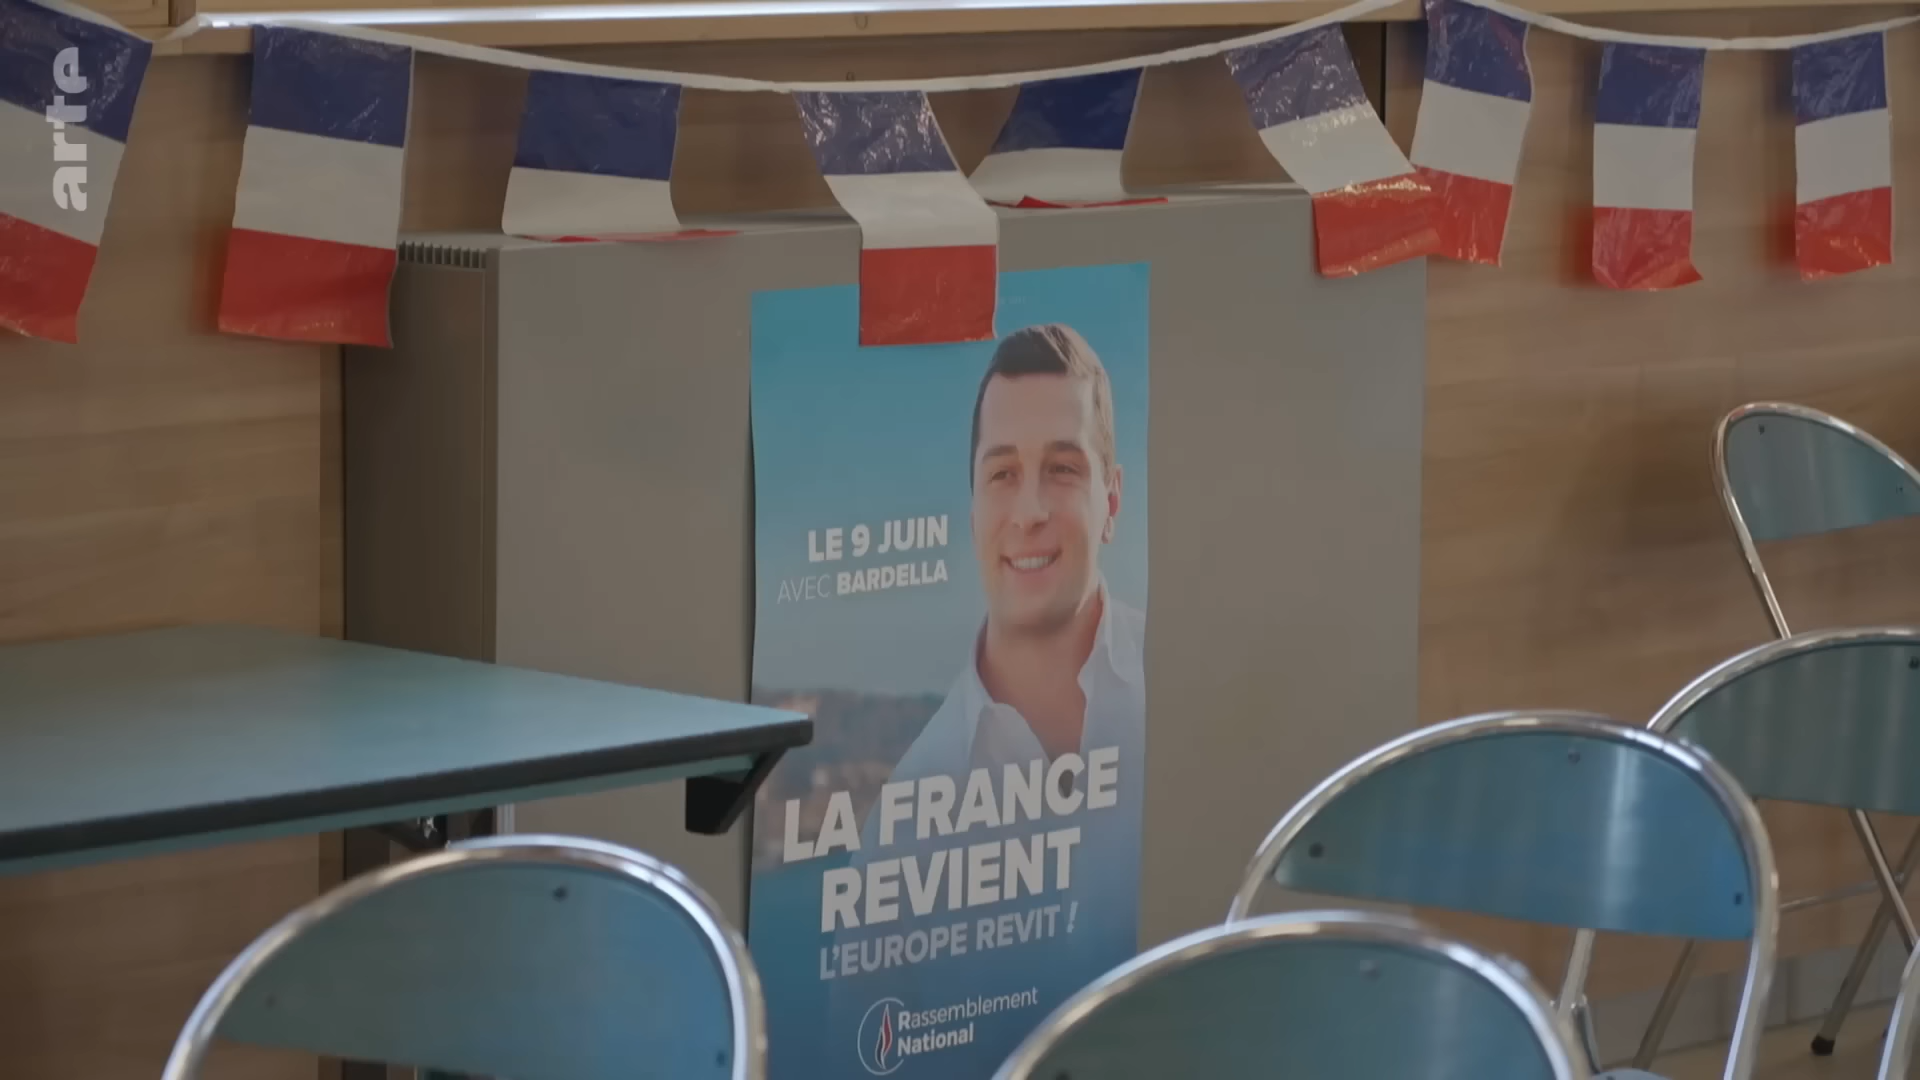 arte
LE 9 JUIN
AVEC BARDELLA
LA FRANCE
REVIENT
L'EUROPE REVIT !
Rassemblement
National